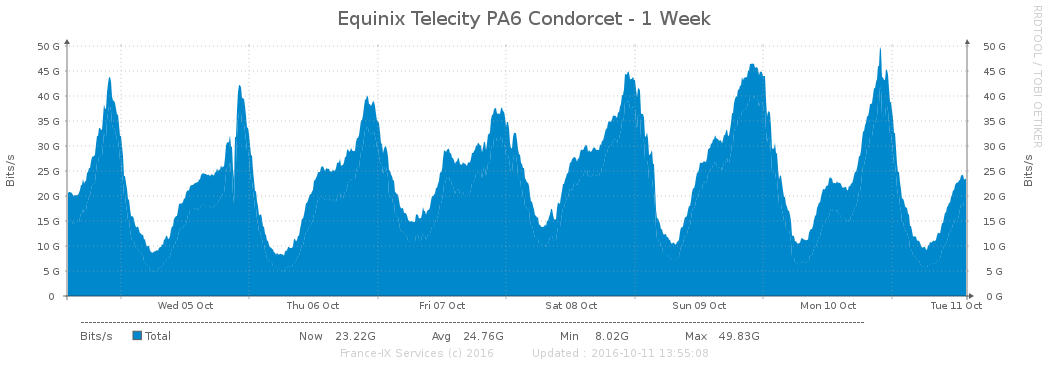 Equinix Telecity PA6 Condorcet - 1 Week
RRDTOOL / TOBI OETIKER
Bits/s
50 G
45 G
40 G
35 G
30 G
25 G
20 G
15 G
10 G
5 G
0
50 G
45 G
40 G
35 G
30 G
25 G
20 G
15 G
10 G
5 G
0 G
Bits/s
Wed 05 Oct Thu 06 Oct Fri 07 Oct Sat 08 Oct Sun 09 Oct Mon 10 Oct Tue 11 Oct
Bits/s Total Now 23.22G Avg 24.76G Min 8.02G Max 49.83G
France-IX Services (c) 2016 Updated : 2016-10-11 13:55:08